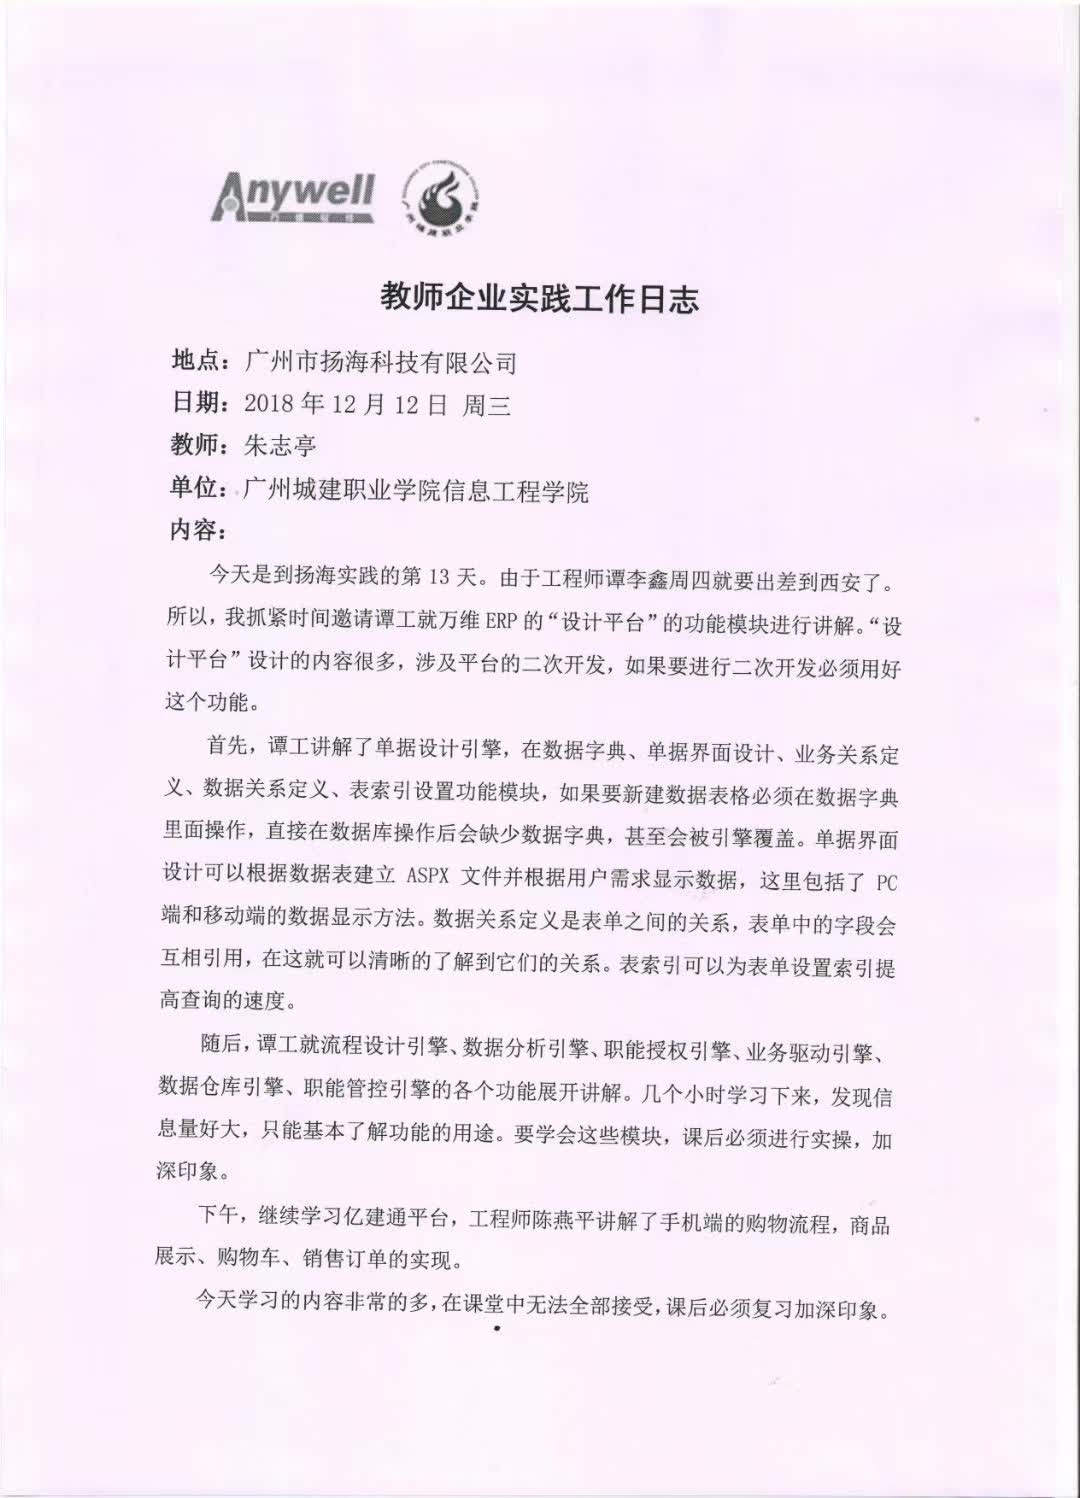 Anywell
教师企业实践工作日志
地点：广州市扬海科技有限公司
日期：2018 年 12 月 12 日 周三
教师：朱志亭
单位：广州城建职业学院信息工程学院
内容：
今天是到扬海实践的第 13 天。由于工程师谭李鑫周四就要出差到西安了。
所以，我抓紧时间邀请谭工就万维 ERP 的“设计平台”的功能模块进行讲解。“设
计平台”设计的内容很多，涉及平台的二次开发，如果要进行二次开发必须用好
这个功能。
首先，谭工讲解了单据设计引擎，在数据字典、单据界面设计、业务关系定
义、数据关系定义、表索引设置功能模块，如果要新建数据表格必须在数据字典
里面操作，直接在数据库操作后会缺少数据字典，甚至会被引擎覆盖。单据界面
设计可以根据数据表建立 ASPX 文件并根据用户需求显示数据，这里包括了 PC
端和移动端的数据显示方法。数据关系定义是表单之间的关系，表单中的字段会
互相引用，在这就可以清晰的了解到它们的关系。表索引可以为表单设置索引提
高查询的速度。
随后，谭工就流程设计引擎、数据分析引擎、职能授权引擎、业务驱动引擎、
数据仓库引擎、职能管控引擎的各个功能展开讲解。几个小时学习下来，发现信
息量好大，只能基本了解功能的用途。要学会这些模块，课后必须进行实操，加
深印象。
下午，继续学习亿建通平台，工程师陈燕平讲解了手机端的购物流程，商品
展示、购物车、销售订单的实现。
今天学习的内容非常的多，在课堂中无法全部接受，课后必须复习加深印象。